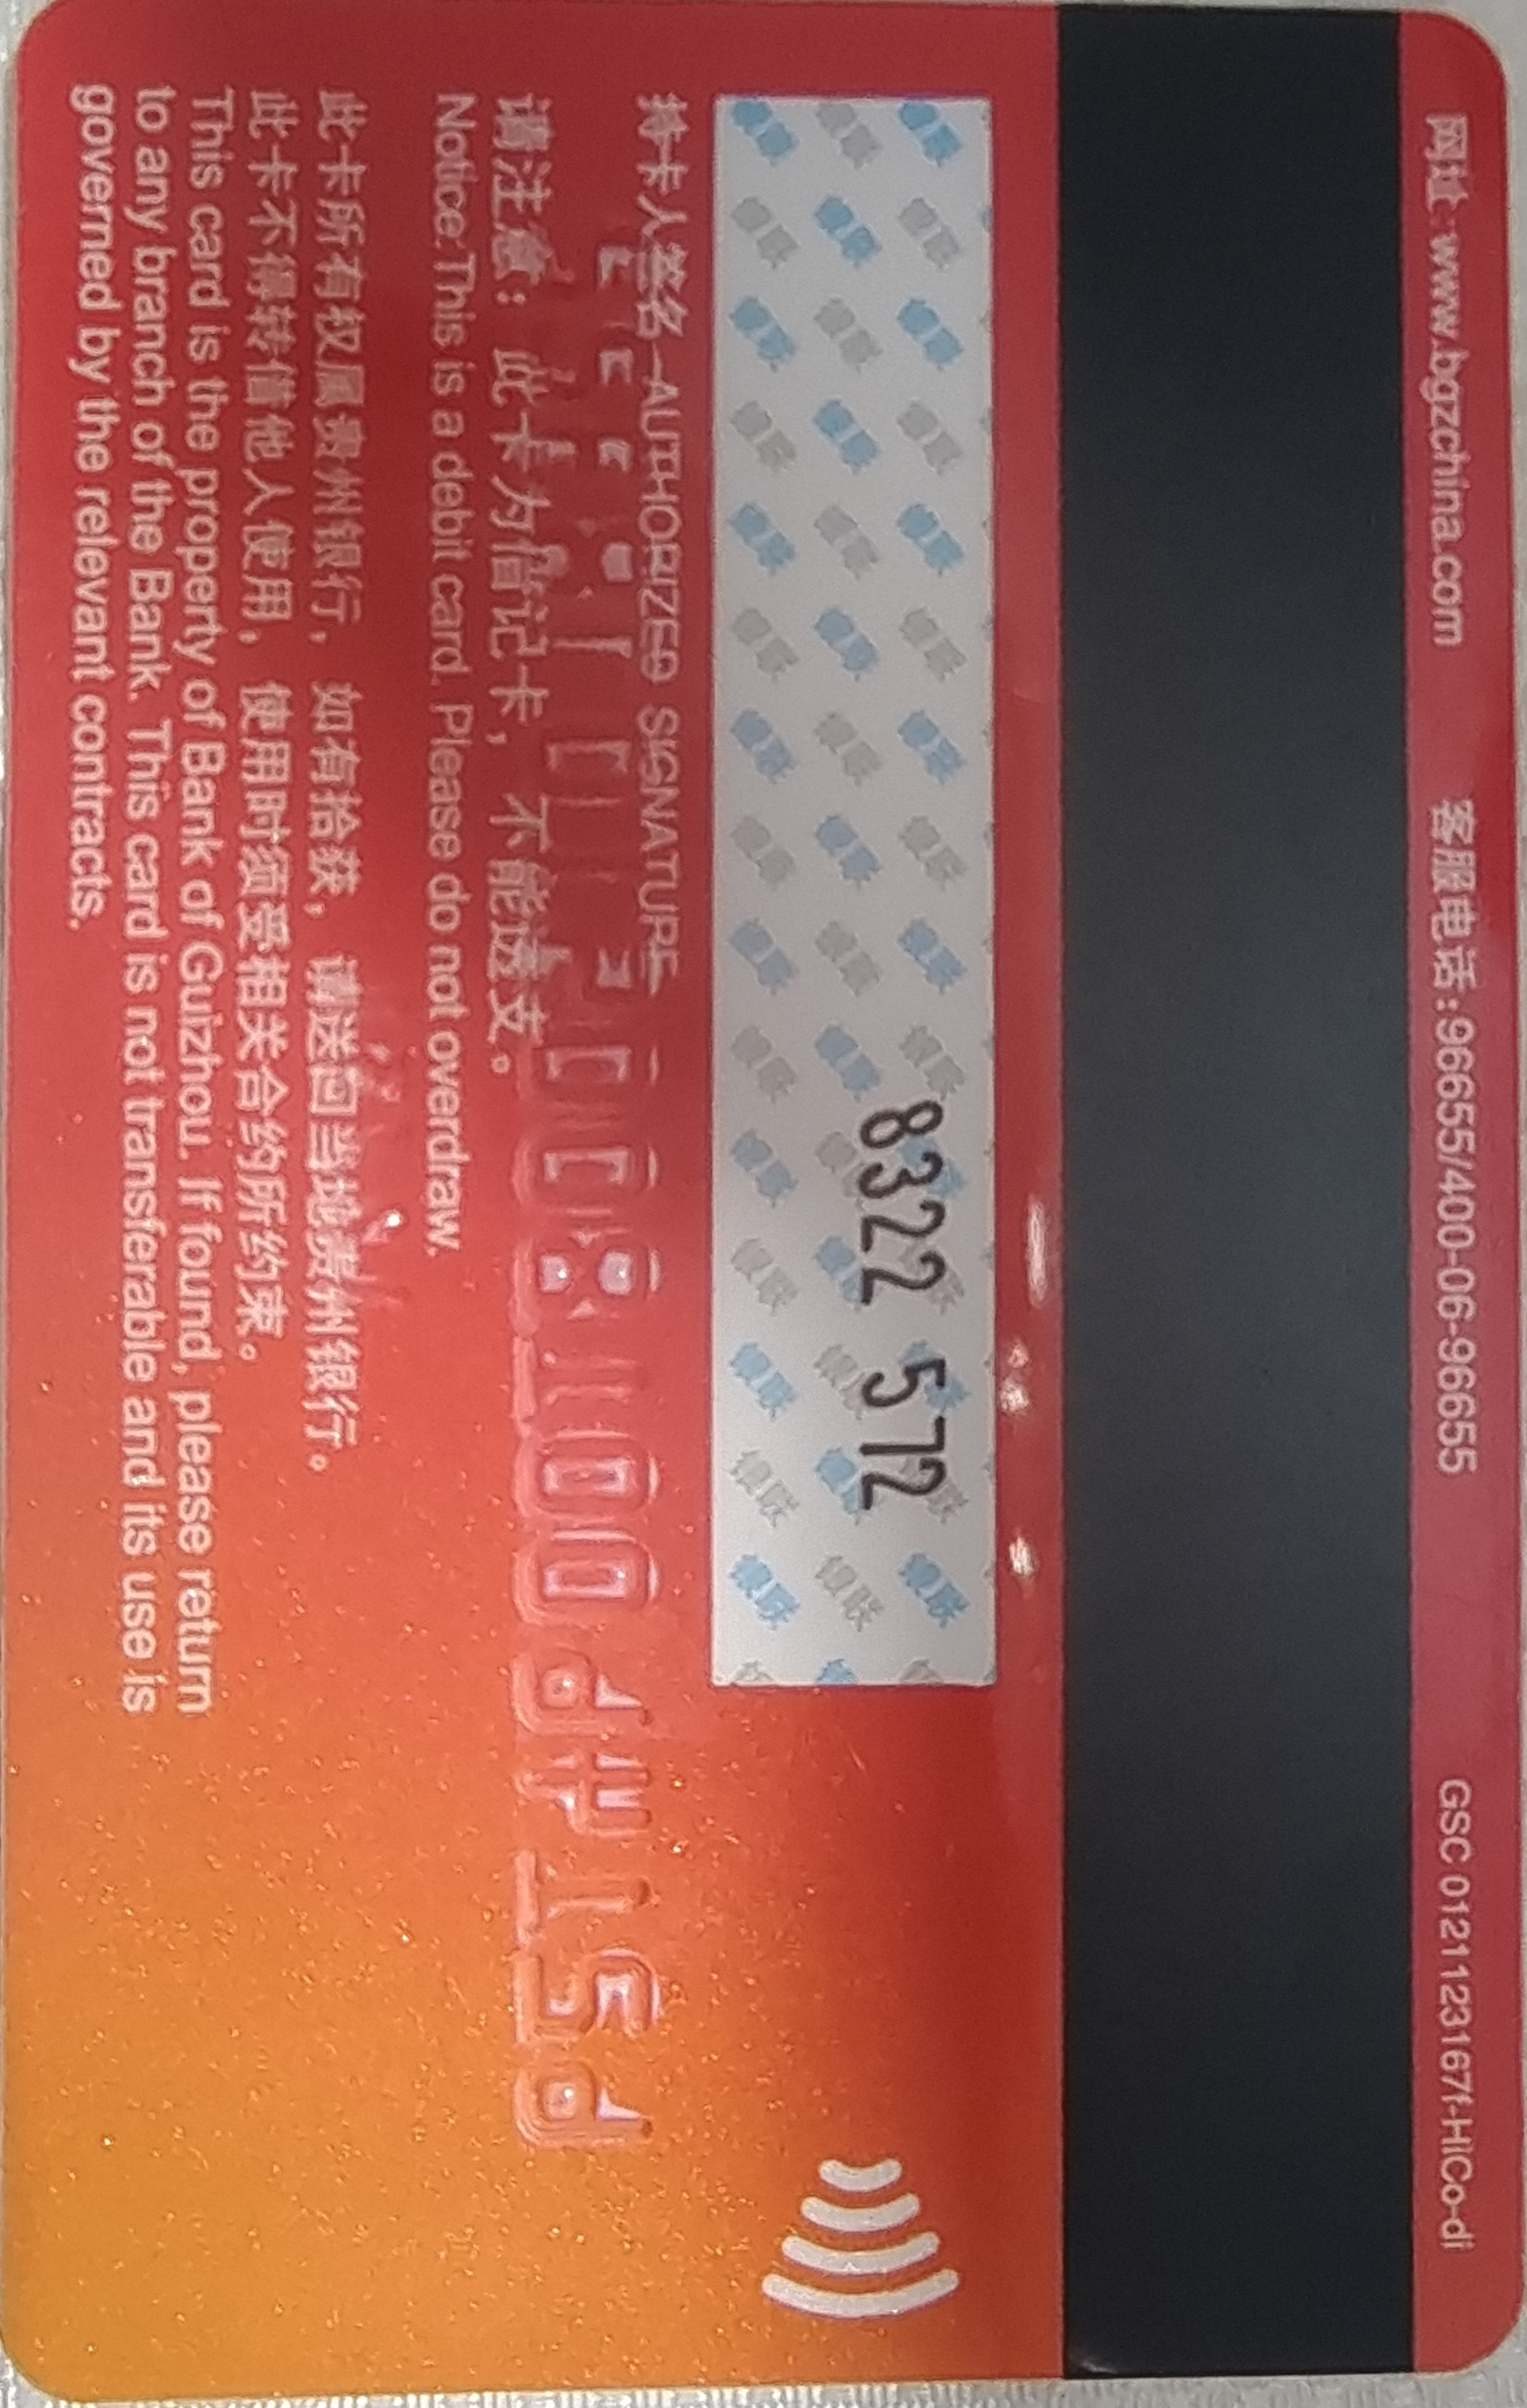 网址:www.bgzchina.com 客服电话:96655/400-06-96655 GSC 0121123167f-HiCo-di
8322 572
持卡人签名 AUTHORIZED SIGNATURE
请注意：此卡为借记卡，不能透支。
Notice:This is a debit card. Please do not overdraw.
此卡所有权属贵州银行，如有拾获，请送回当地贵州银行。
此卡不得转借他人使用，使用时须受相关合约所约束。
This card is the property of Bank of Guizhou. If found, please return
to any branch of the Bank. This card is not transferable and its use is
governed by the relevant contracts.